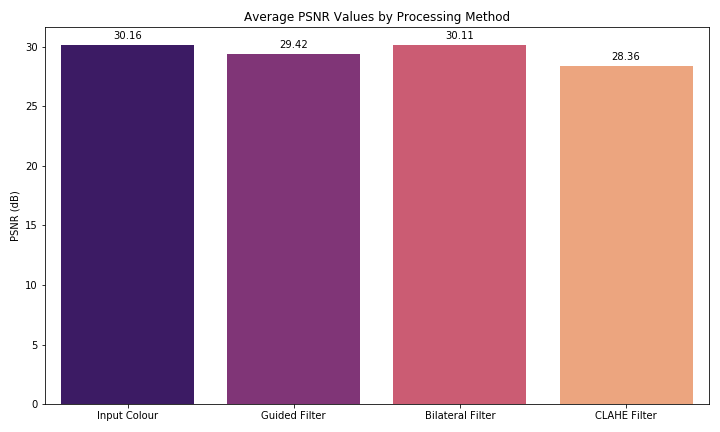 Average PSNR Values by Processing Method
30.16
29.42
30.11
28.36
PSNR (dB)
30
25
20
15
10
5
0
Input Colour
Guided Filter
Bilateral Filter
CLAHE Filter